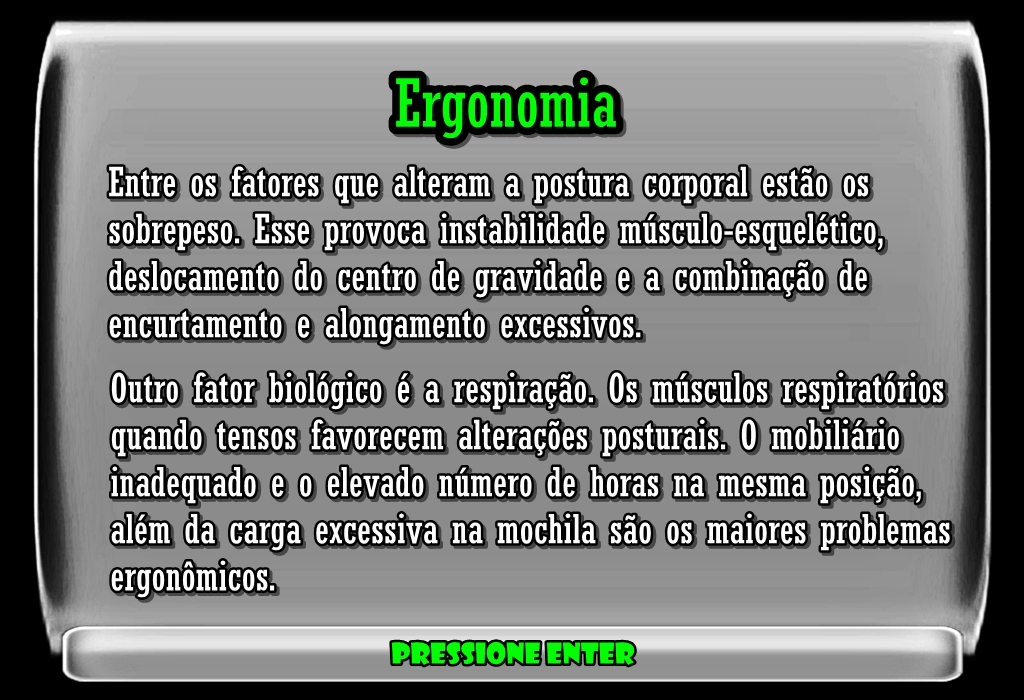 Ergonomia
Entre os fatores que alteram a postura corporal estão os
sobrepeso. Esse provoca instabilidade músculo-esquelético,
deslocamento do centro de gravidade e a combinação de
encurtamento e alongamento excessivos.
Outro fator biológico é a respiração. Os músculos respiratórios
quando tensos favorecem alterações posturais. O mobiliário
inadequado e o elevado número de horas na mesma posição,
além da carga excessiva na mochila são os maiores problemas
ergonômicos.
PRESSIONE ENTER